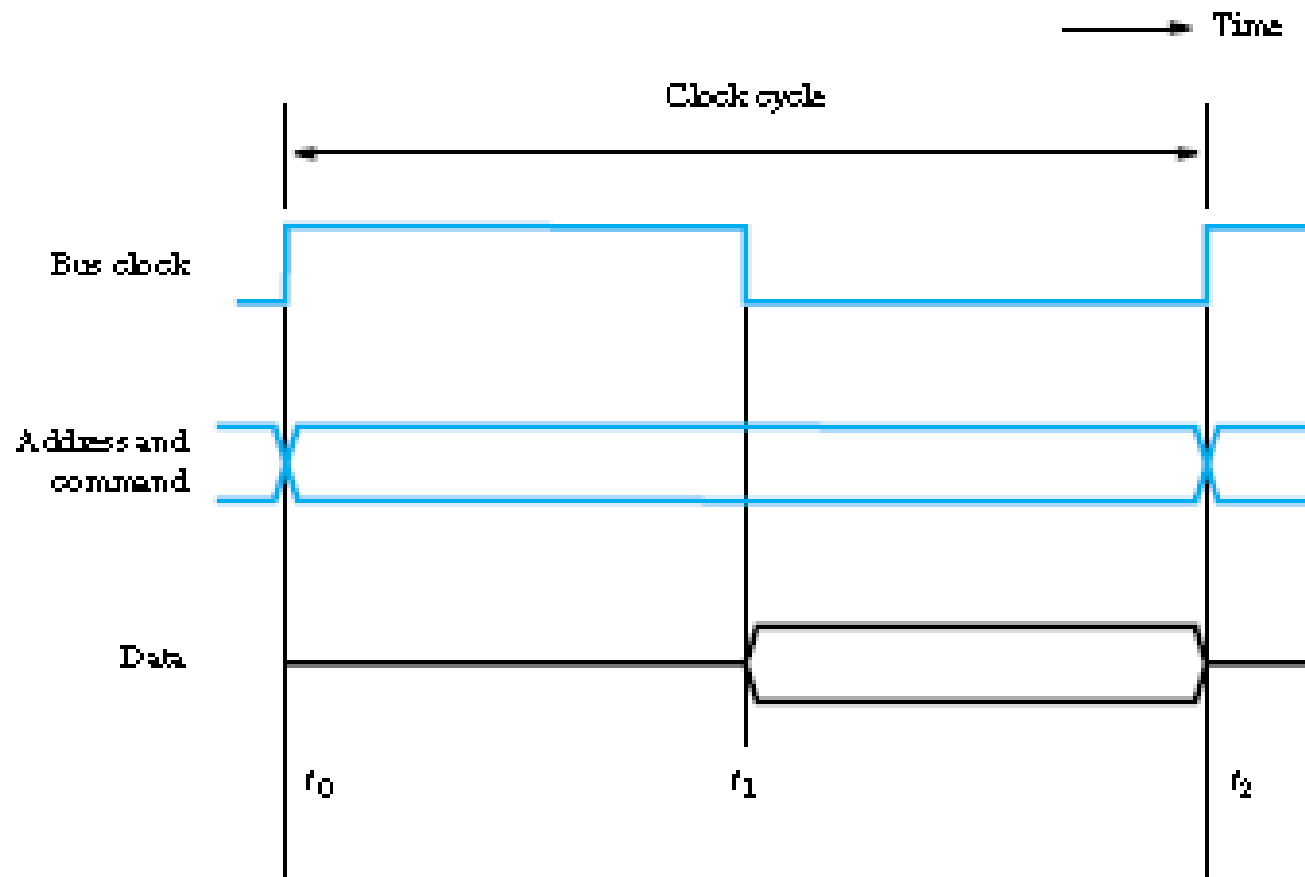 Time
Clock cycle
Bus clock
Address and
command
Data
t0
t1
t2